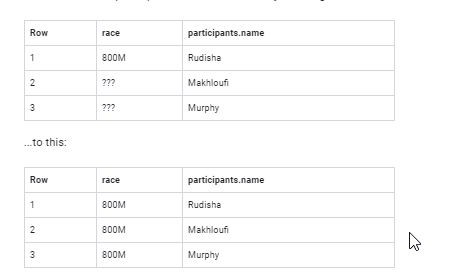 Row race participants.name
1 800M Rudisha
2 ??? Makhloufi
3 ??? Murphy
...to this:
Row race participants.name
1 800M Rudisha
2 800M Makhloufi
3 800M Murphy